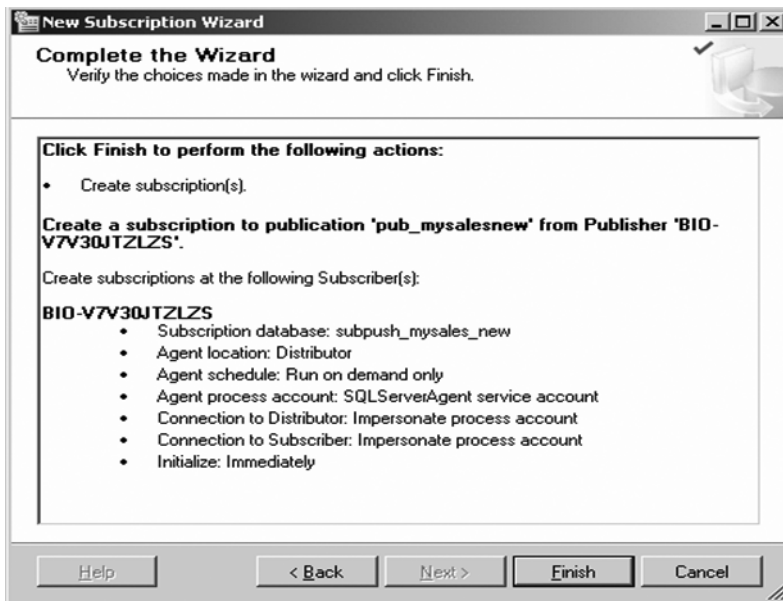 New Subscription Wizard
Complete the Wizard
Verify the choices made in the wizard and click Finish.
Click Finish to perform the following actions:
• Create subscription(s).
Create a subscription to publication 'pub_mysalesnew' from Publisher 'BIO-
V7V30JTZLZS'.
Create subscriptions at the following Subscriber(s):
BIO-V7V30JTZLZS
• Subscription database: subpush_mysales_new
• Agent location: Distributor
• Agent schedule: Run on demand only
• Agent process account: SQLServerAgent service account
• Connection to Distributor: Impersonate process account
• Connection to Subscriber: Impersonate process account
• Initialize: Immediately
Help < Back Next > Finish Cancel